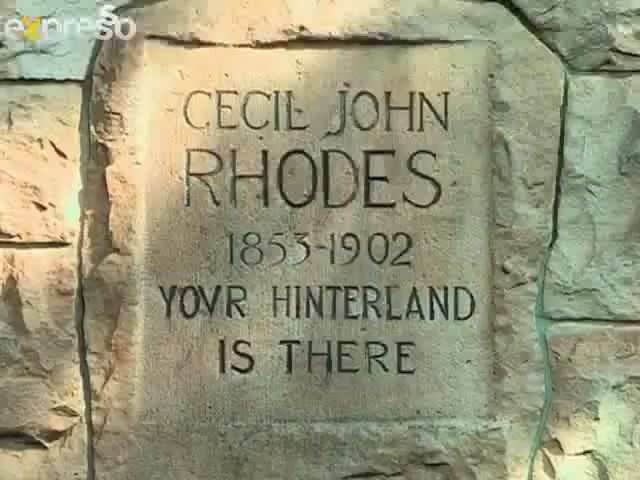 expresso
CECIL JOHN
RHODES
1853-1902
YOVR HINTERLAND
IS THERE